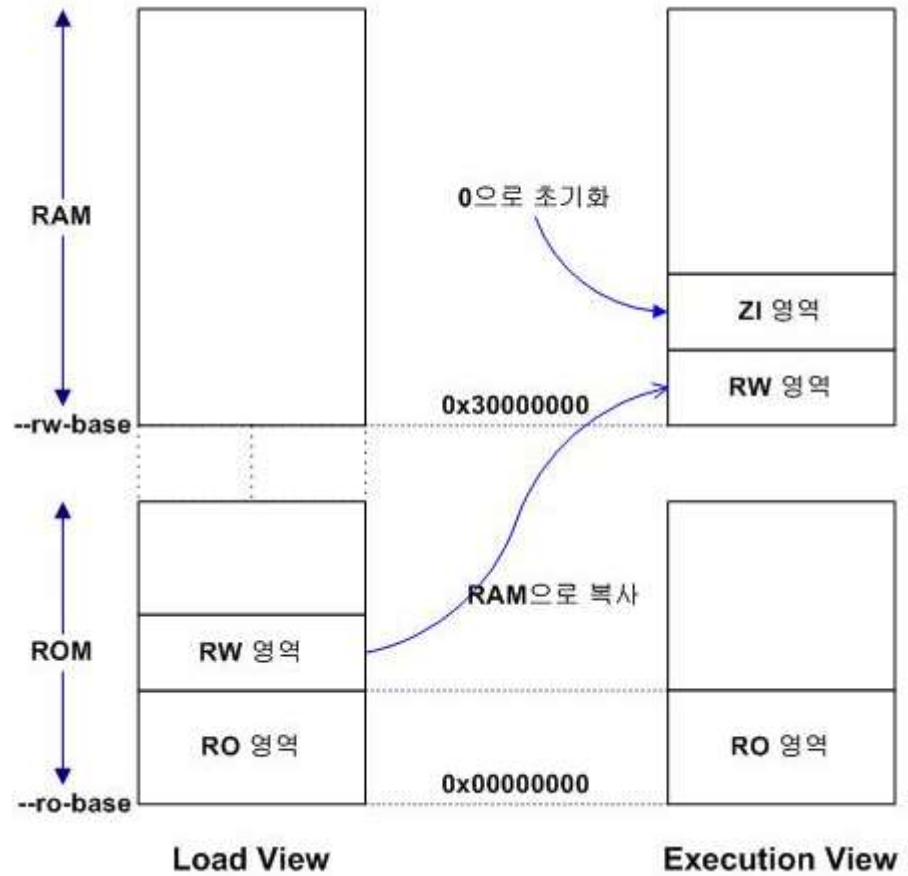 0으로 초기화
RAM
ZI 영역
RW 영역
0x30000000
--rw-base
RAM으로 복사
ROM
RW 영역
RO 영역
RO 영역
0x00000000
--ro-base
Load View
Execution View